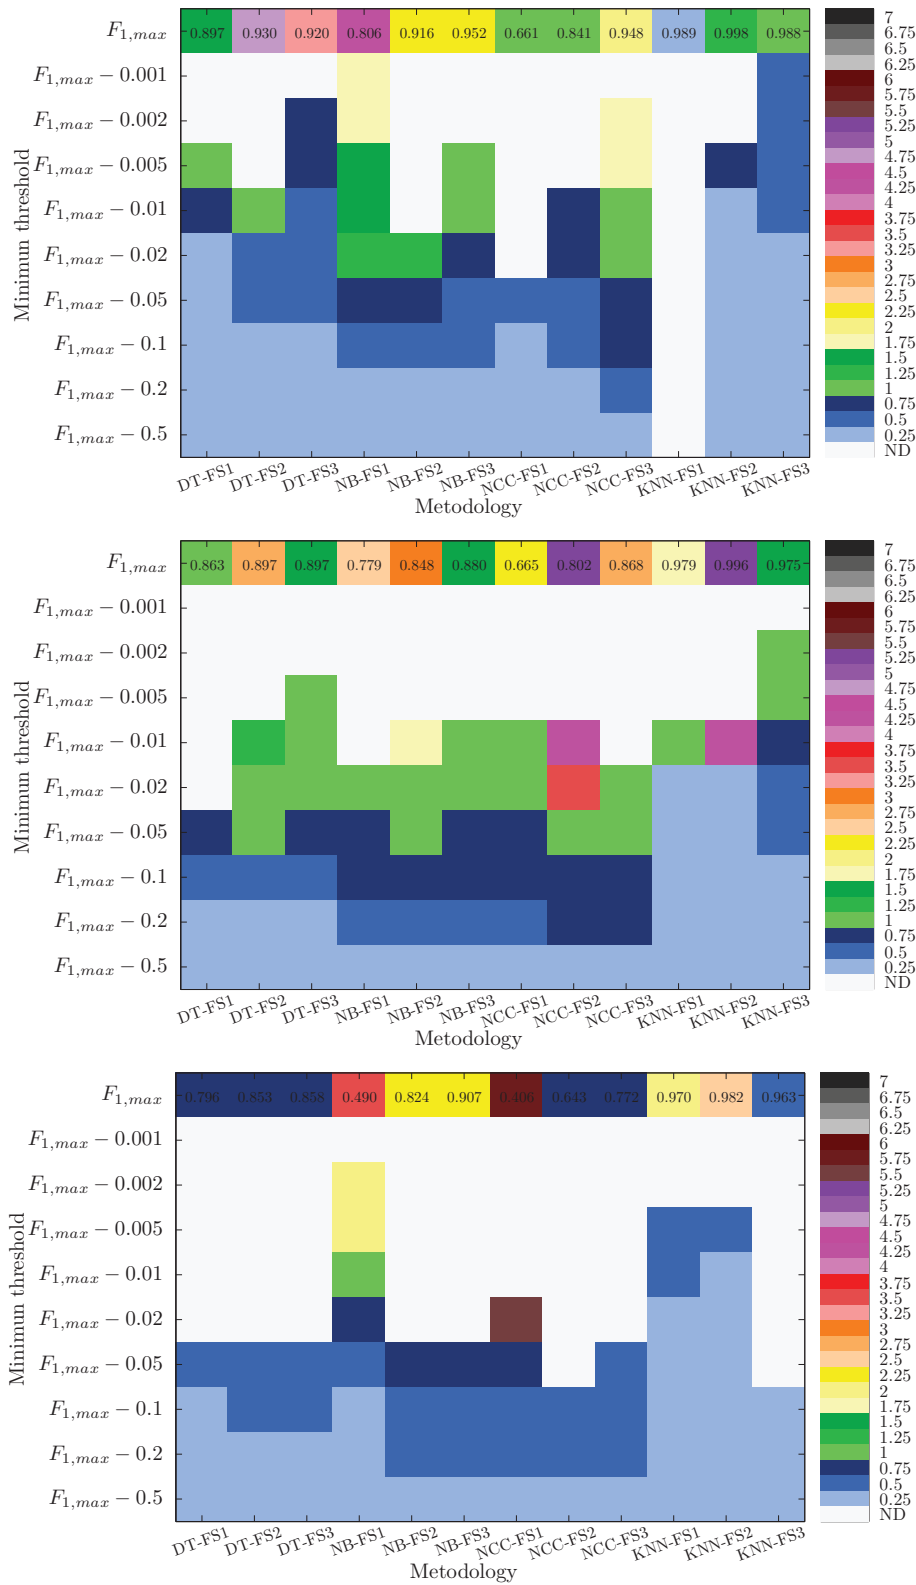 F1,max 0.897 0.930 0.920 0.806 0.916 0.952 0.661 0.841 0.948 0.989 0.998 0.988
F1,max − 0.001
F1,max − 0.002
F1,max − 0.005
F1,max − 0.01
F1,max − 0.02
F1,max − 0.05
F1,max − 0.1
F1,max − 0.2
F1,max − 0.5
Minimun threshold
DT-FS1 DT-FS2 DT-FS3 NB-FS1 NB-FS2 NB-FS3 NCC-FS1 NCC-FS2 NCC-FS3 KNN-FS1 KNN-FS2 KNN-FS3
Metodology
7
6.75
6.5
6.25
6
5.75
5.5
5.25
5
4.75
4.5
4.25
4
3.75
3.5
3.25
3
2.75
2.5
2.25
2
1.75
1.5
1.25
1
0.75
0.5
0.25
ND
F1,max 0.863 0.897 0.897 0.779 0.848 0.880 0.665 0.802 0.868 0.979 0.996 0.975
F1,max − 0.001
F1,max − 0.002
F1,max − 0.005
F1,max − 0.01
F1,max − 0.02
F1,max − 0.05
F1,max − 0.1
F1,max − 0.2
F1,max − 0.5
Minimun threshold
DT-FS1 DT-FS2 DT-FS3 NB-FS1 NB-FS2 NB-FS3 NCC-FS1 NCC-FS2 NCC-FS3 KNN-FS1 KNN-FS2 KNN-FS3
Metodology
7
6.75
6.5
6.25
6
5.75
5.5
5.25
5
4.75
4.5
4.25
4
3.75
3.5
3.25
3
2.75
2.5
2.25
2
1.75
1.5
1.25
1
0.75
0.5
0.25
ND
F1,max 0.796 0.853 0.858 0.490 0.824 0.907 0.406 0.643 0.772 0.970 0.982 0.963
F1,max − 0.001
F1,max − 0.002
F1,max − 0.005
F1,max − 0.01
F1,max − 0.02
F1,max − 0.05
F1,max − 0.1
F1,max − 0.2
F1,max − 0.5
Minimun threshold
DT-FS1 DT-FS2 DT-FS3 NB-FS1 NB-FS2 NB-FS3 NCC-FS1 NCC-FS2 NCC-FS3 KNN-FS1 KNN-FS2 KNN-FS3
Metodology
7
6.75
6.5
6.25
6
5.75
5.5
5.25
5
4.75
4.5
4.25
4
3.75
3.5
3.25
3
2.75
2.5
2.25
2
1.75
1.5
1.25
1
0.75
0.5
0.25
ND